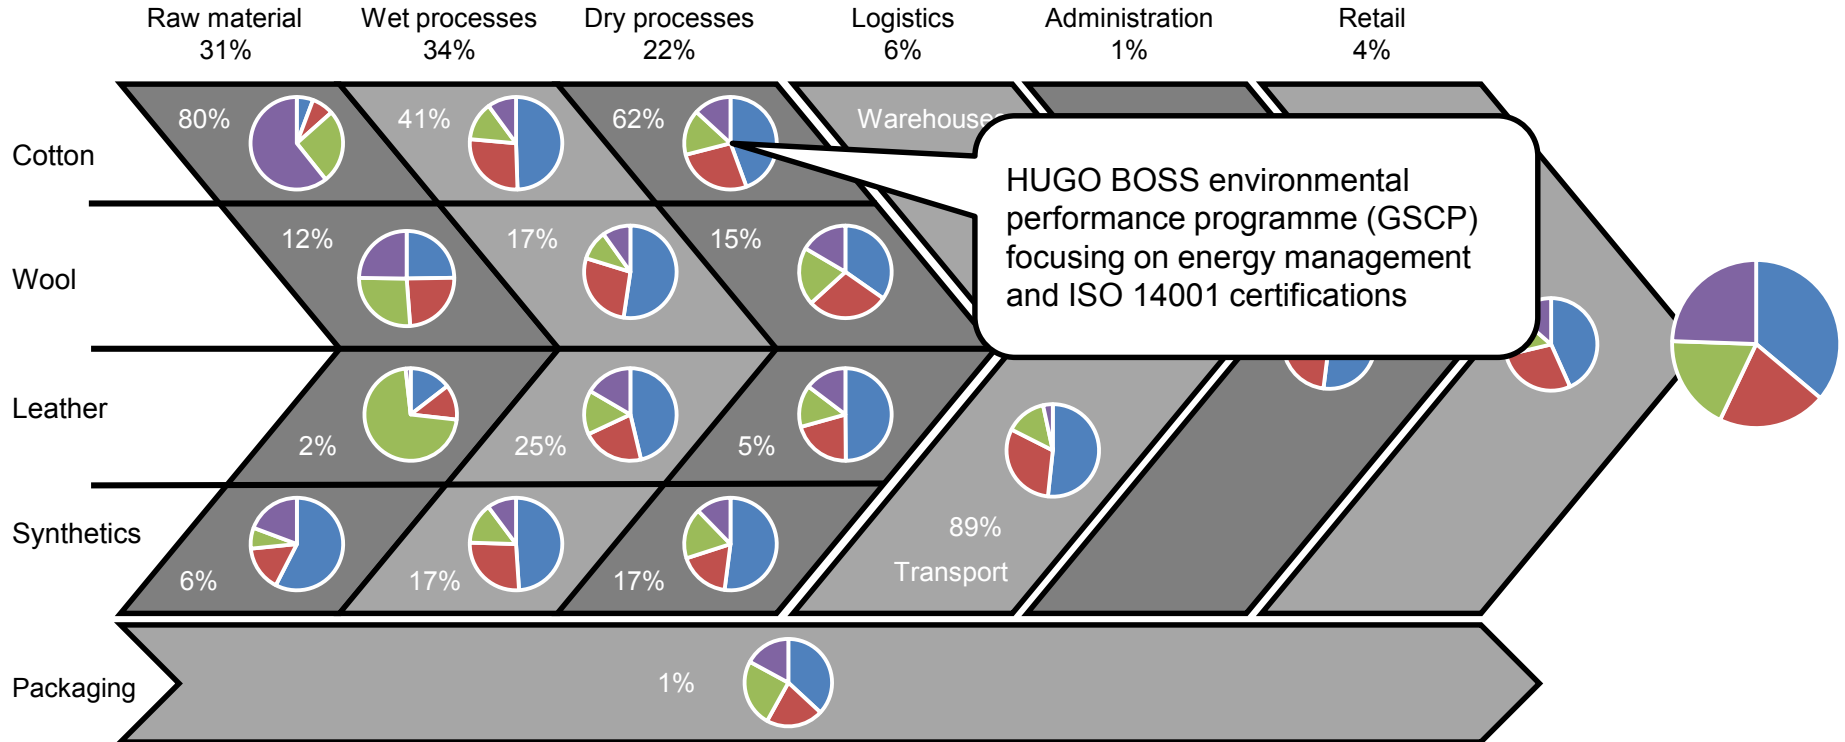 Raw material
31%
Wet processes
34%
Dry processes
22%
Logistics
6%
Administration
1%
Retail
4%
Cotton
80%
41%
62%
Warehouse
HUGO BOSS environmental
performance programme (GSCP)
focusing on energy management
and ISO 14001 certifications
Wool
12%
17%
15%
Leather
2%
25%
5%
Synthetics
6%
17%
17%
89%
Transport
Packaging
1%